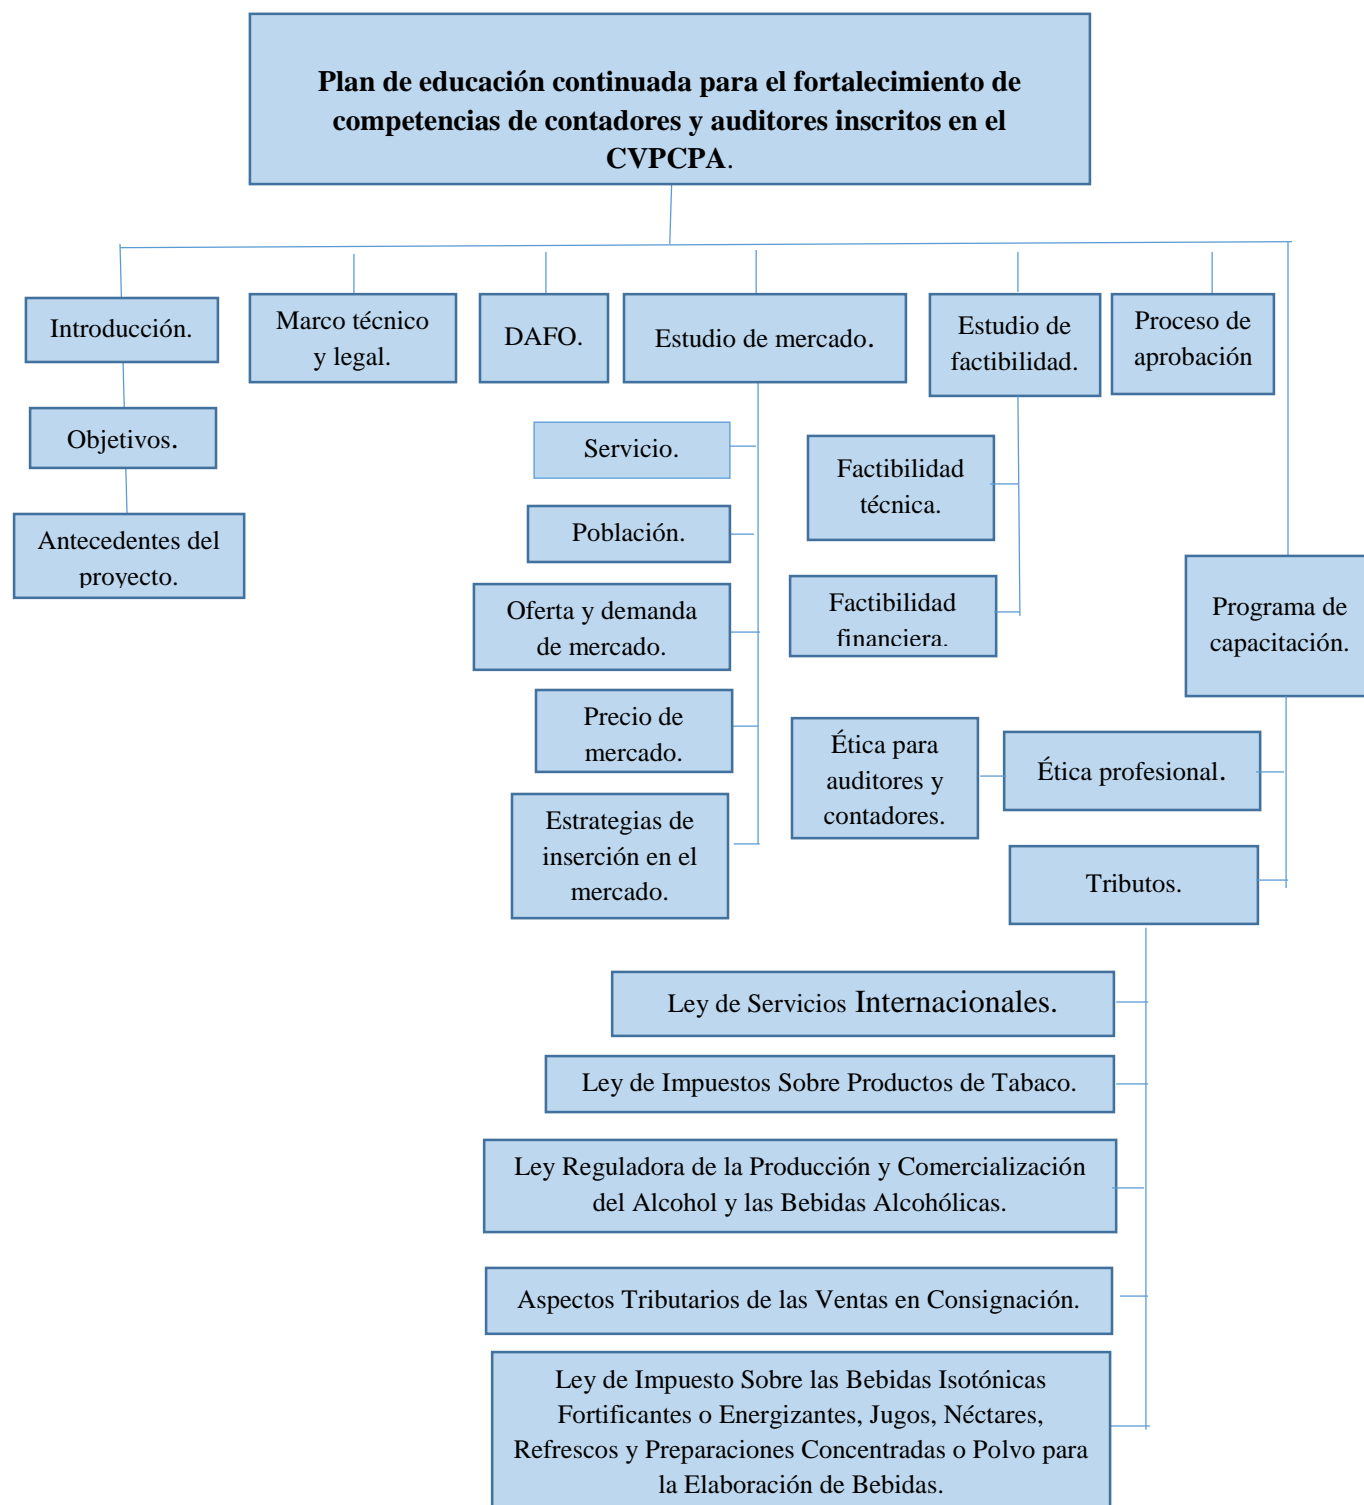 Plan de educación continuada para el fortalecimiento de
competencias de contadores y auditores inscritos en el
CVPCPA.
Introducción.
Marco técnico
y legal.
DAFO.
Estudio de mercado.
Estudio de
factibilidad.
Proceso de
aprobación
Objetivos.
Antecedentes del
proyecto.
Servicio.
Población.
Oferta y demanda
de mercado.
Precio de
mercado.
Estrategias de
inserción en el
mercado.
Factibilidad
técnica.
Factibilidad
financiera.
Programa de
capacitación.
Ética profesional.
Ética para
auditores y
contadores.
Tributos.
Ley de Servicios Internacionales.
Ley de Impuestos Sobre Productos de Tabaco.
Ley Reguladora de la Producción y Comercialización
del Alcohol y las Bebidas Alcohólicas.
Aspectos Tributarios de las Ventas en Consignación.
Ley de Impuesto Sobre las Bebidas Isotónicas
Fortificantes o Energizantes, Jugos, Néctares,
Refrescos y Preparaciones Concentradas o Polvo para
la Elaboración de Bebidas.